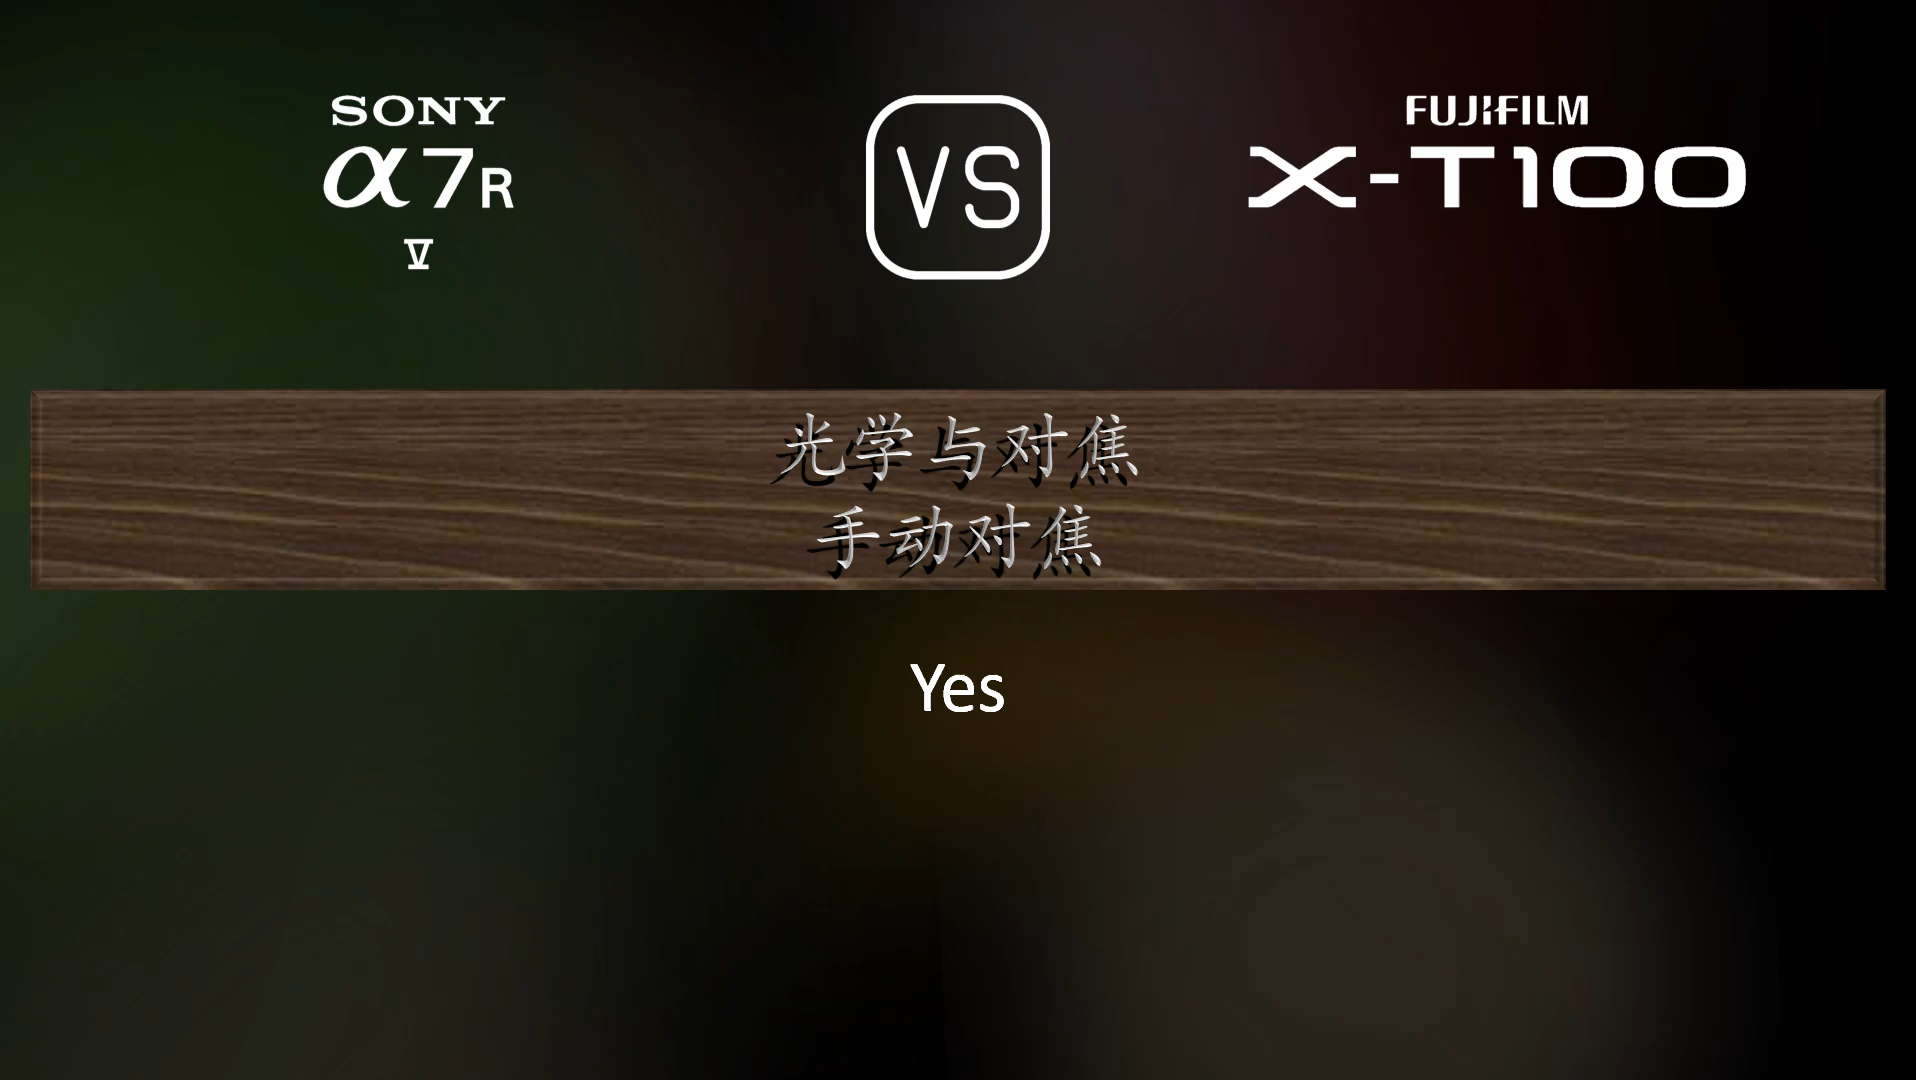 SONY
α7R
V
VS
FUJIFILM
X-T100
光学与对焦
手动对焦
Yes